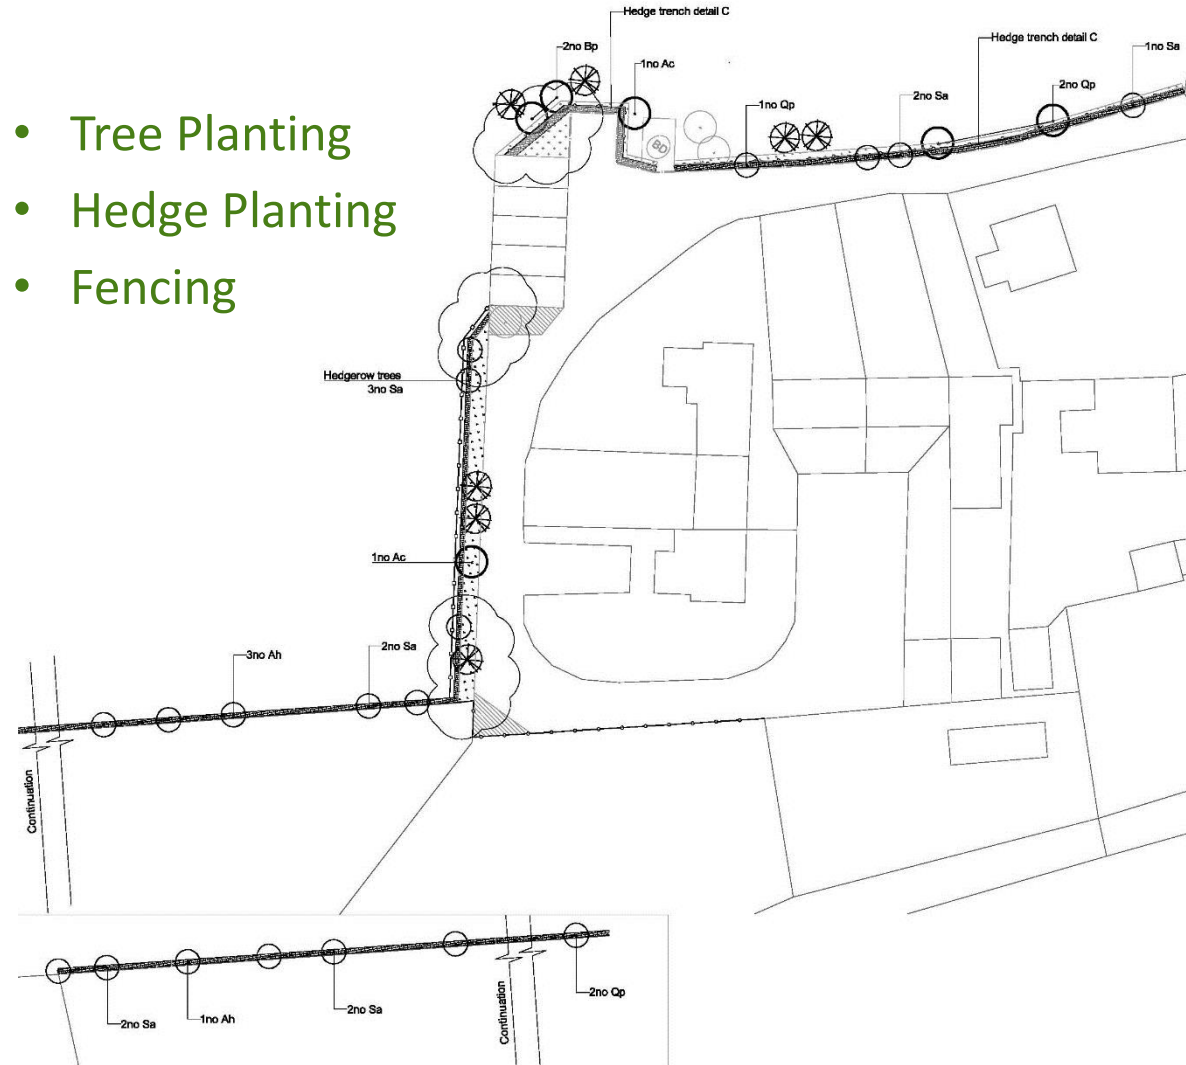 Hedge trench detail C
2no Bp
1no Ac
Hedge trench detail C
1no Sa
2no Qp
2no Sa
1no Qp
BD
• Tree Planting
• Hedge Planting
• Fencing
Hedgerow trees
3no Sa
1no Ac
3no Ah
2no Sa
Continuation
2no Sa
1no Ah
2no Sa
Continuation
2no Qp